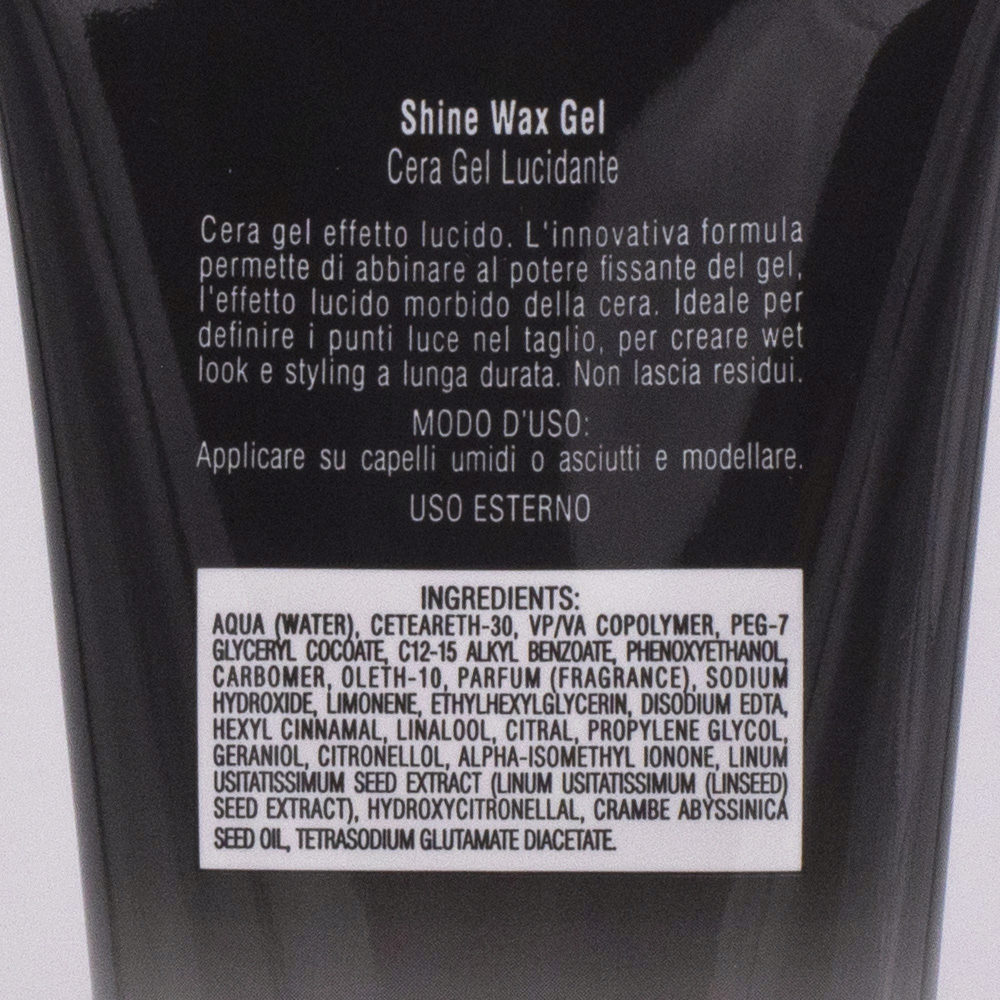 Shine Wax Gel
Cera Gel Lucidante
Cera gel effetto lucido. L'innovativa formula
permette di abbinare al potere fissante del gel,
l'effetto lucido morbido della cera. Ideale per
definire i punti luce nel taglio, per creare wet
look e styling a lunga durata. Non lascia residui.
MODO D'USO:
Applicare su capelli umidi o asciutti e modellare.
USO ESTERNO
INGREDIENTS:
AQUA (WATER), CETEARETH-30, VP/VA COPOLYMER, PEG-7
GLYCERYL COCOATE, C12-15 ALKYL BENZOATE, PHENOXYETHANOL,
CARBOMER, OLETH-10, PARFUM (FRAGRANCE), SODIUM
HYDROXIDE, LIMONENE, ETHYLHEXYLGLYCERIN, DISODIUM EDTA,
HEXYL CINNAMAL, LINALOOL, CITRAL, PROPYLENE GLYCOL,
GERANIOL, CITRONELLOL, ALPHA-ISOMETHYL IONONE, LINUM
USITATISSIMUM SEED EXTRACT (LINUM USITATISSIMUM (LINSEED)
SEED EXTRACT), HYDROXYCITRONELLAL, CRAMBE ABYSSINICA
SEED OIL, TETRASODIUM GLUTAMATE DIACETATE.